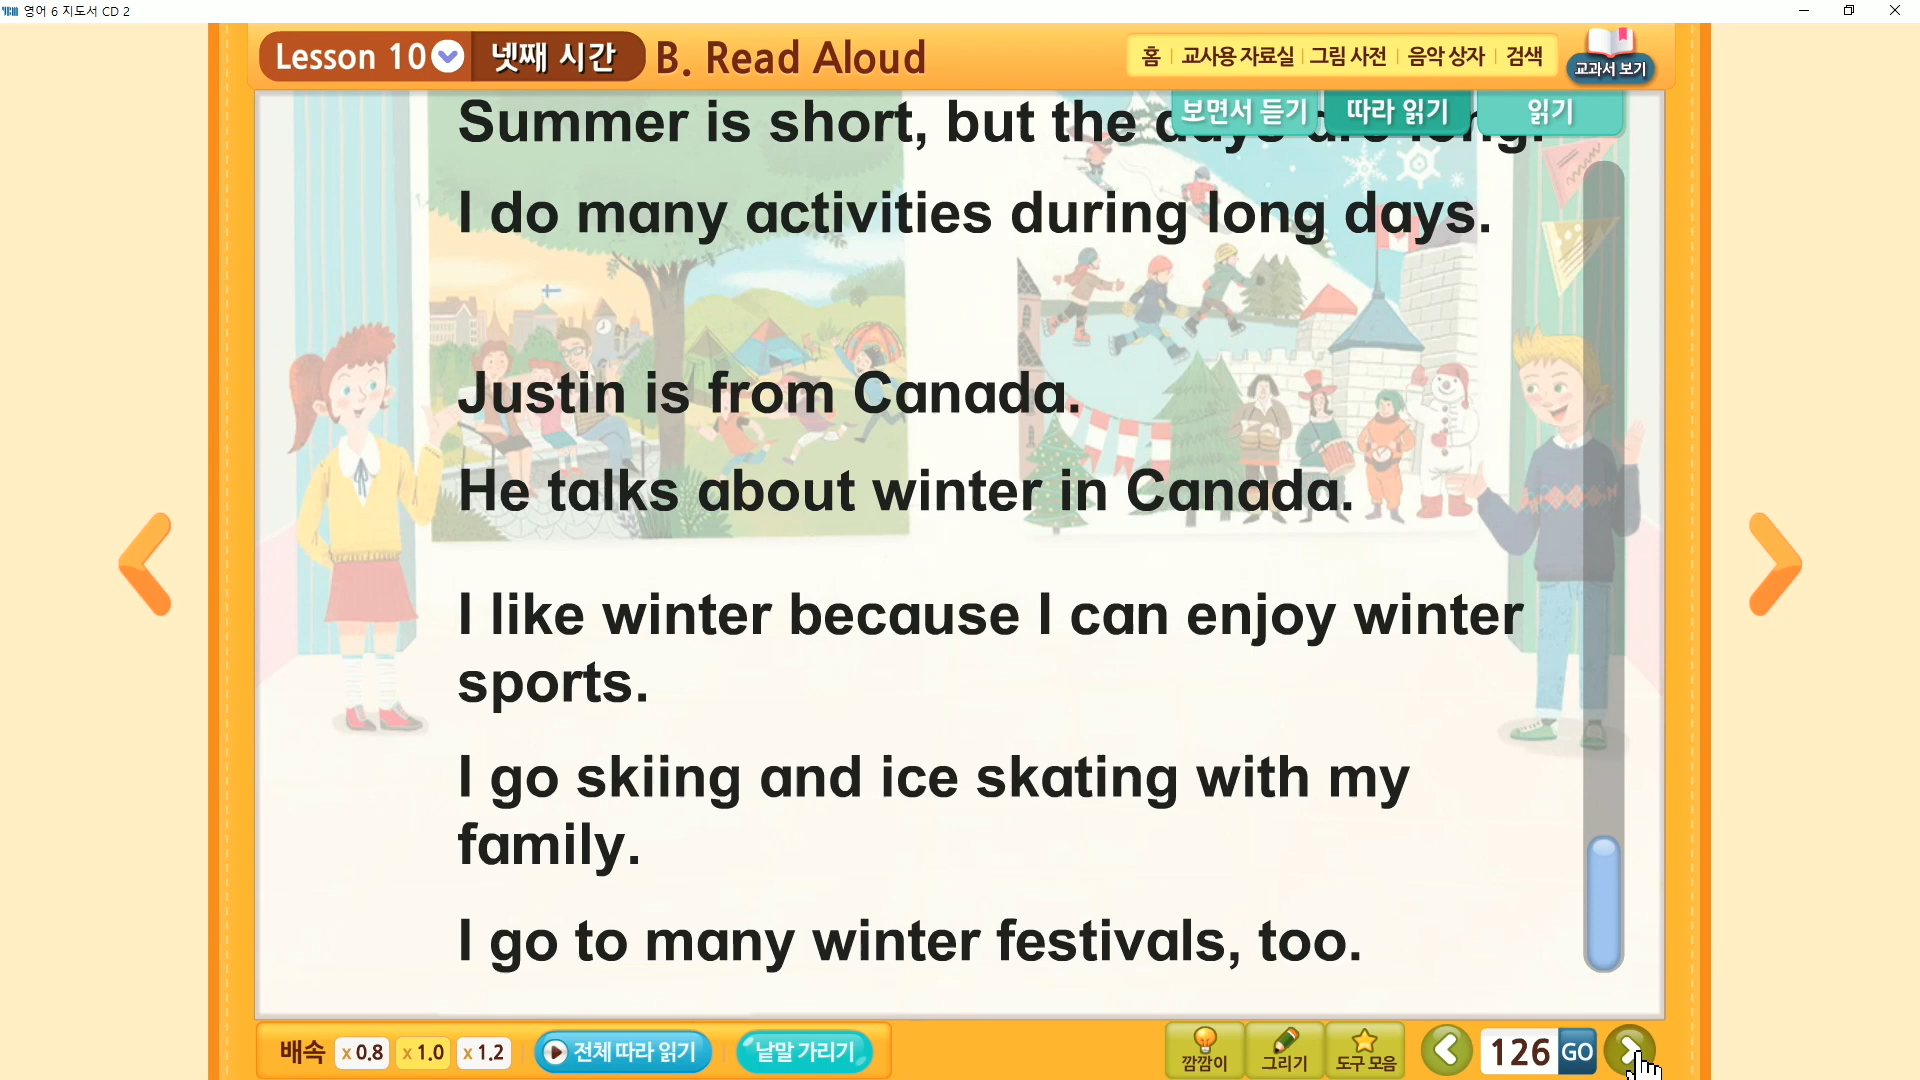 영어 6 지도서 CD 2
Lesson 10 넷째 시간 B. Read Aloud
홈 교사용 자료실 그림 사전 음악 상자 검색
교과서 보기
보면서 듣기 따라 읽기 읽기
Summer is short, but the days are long.
I do many activities during long days.
Justin is from Canada.
He talks about winter in Canada.
I like winter because I can enjoy winter
sports.
I go skiing and ice skating with my
family.
I go to many winter festivals, too.
배속 x 0.8 x 1.0 x 1.2 전체 따라 읽기 낱말 가리기
깜깜이 그리기 도구 모음 126 GO